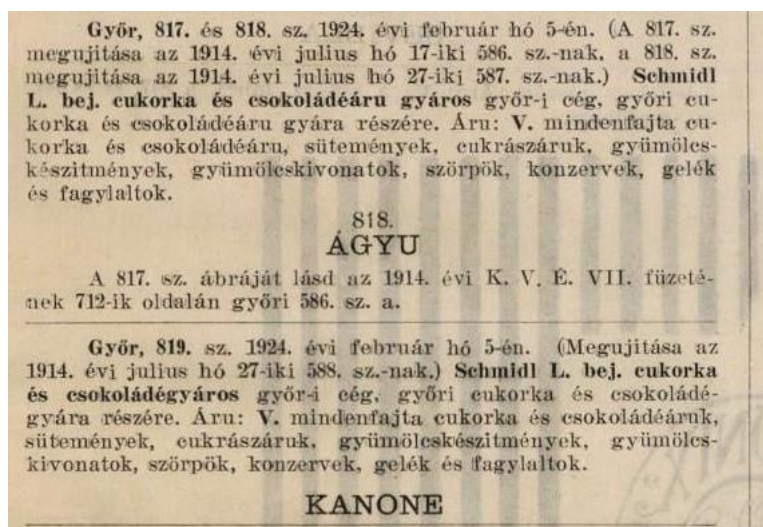 Győr, 817. és 818. sz. 1924. évi február hó 5-én. (A 817. sz.
megujitása az 1914. évi julius hó 17-iki 586. sz.-nak, a 818. sz.
megujitása az 1914. évi julius hó 27-iki 587. sz.-nak.) Schmidl
L. bej. cukorka és csokoládéáru gyáros győr-i cég, győri cu-
korka és csokoládéáru gyára részére. Áru: V. mindenfajta cu-
korka és csokoládéáru, sütemények, cukrászáruk, gyümölcs-
készitmények, gyümölcskivonatok, szörpök, konzervek, gelék
és fagylaltok.
818.
ÁGYU
A 817. sz. ábráját lásd az 1914. évi K. V. É. VII. füzeté-
nek 712-ik oldalán győri 586. sz. a.
Győr, 819. sz. 1924. évi február hó 5-én. (Megujitása az
1914. évi julius hó 27-iki 588. sz.-nak.) Schmidl L. bej. cukorka
és csokoládégyáros győr-i cég, győri cukorka és csokoládé-
gyára részére. Áru: V. mindenfajta cukorka és csokoládéáruk,
sütemények, cukrászáruk, gyümölcskészitmények, gyümölcs-
kivonatok, szörpök, konzervek, gelék és fagylaltok.
KANONE